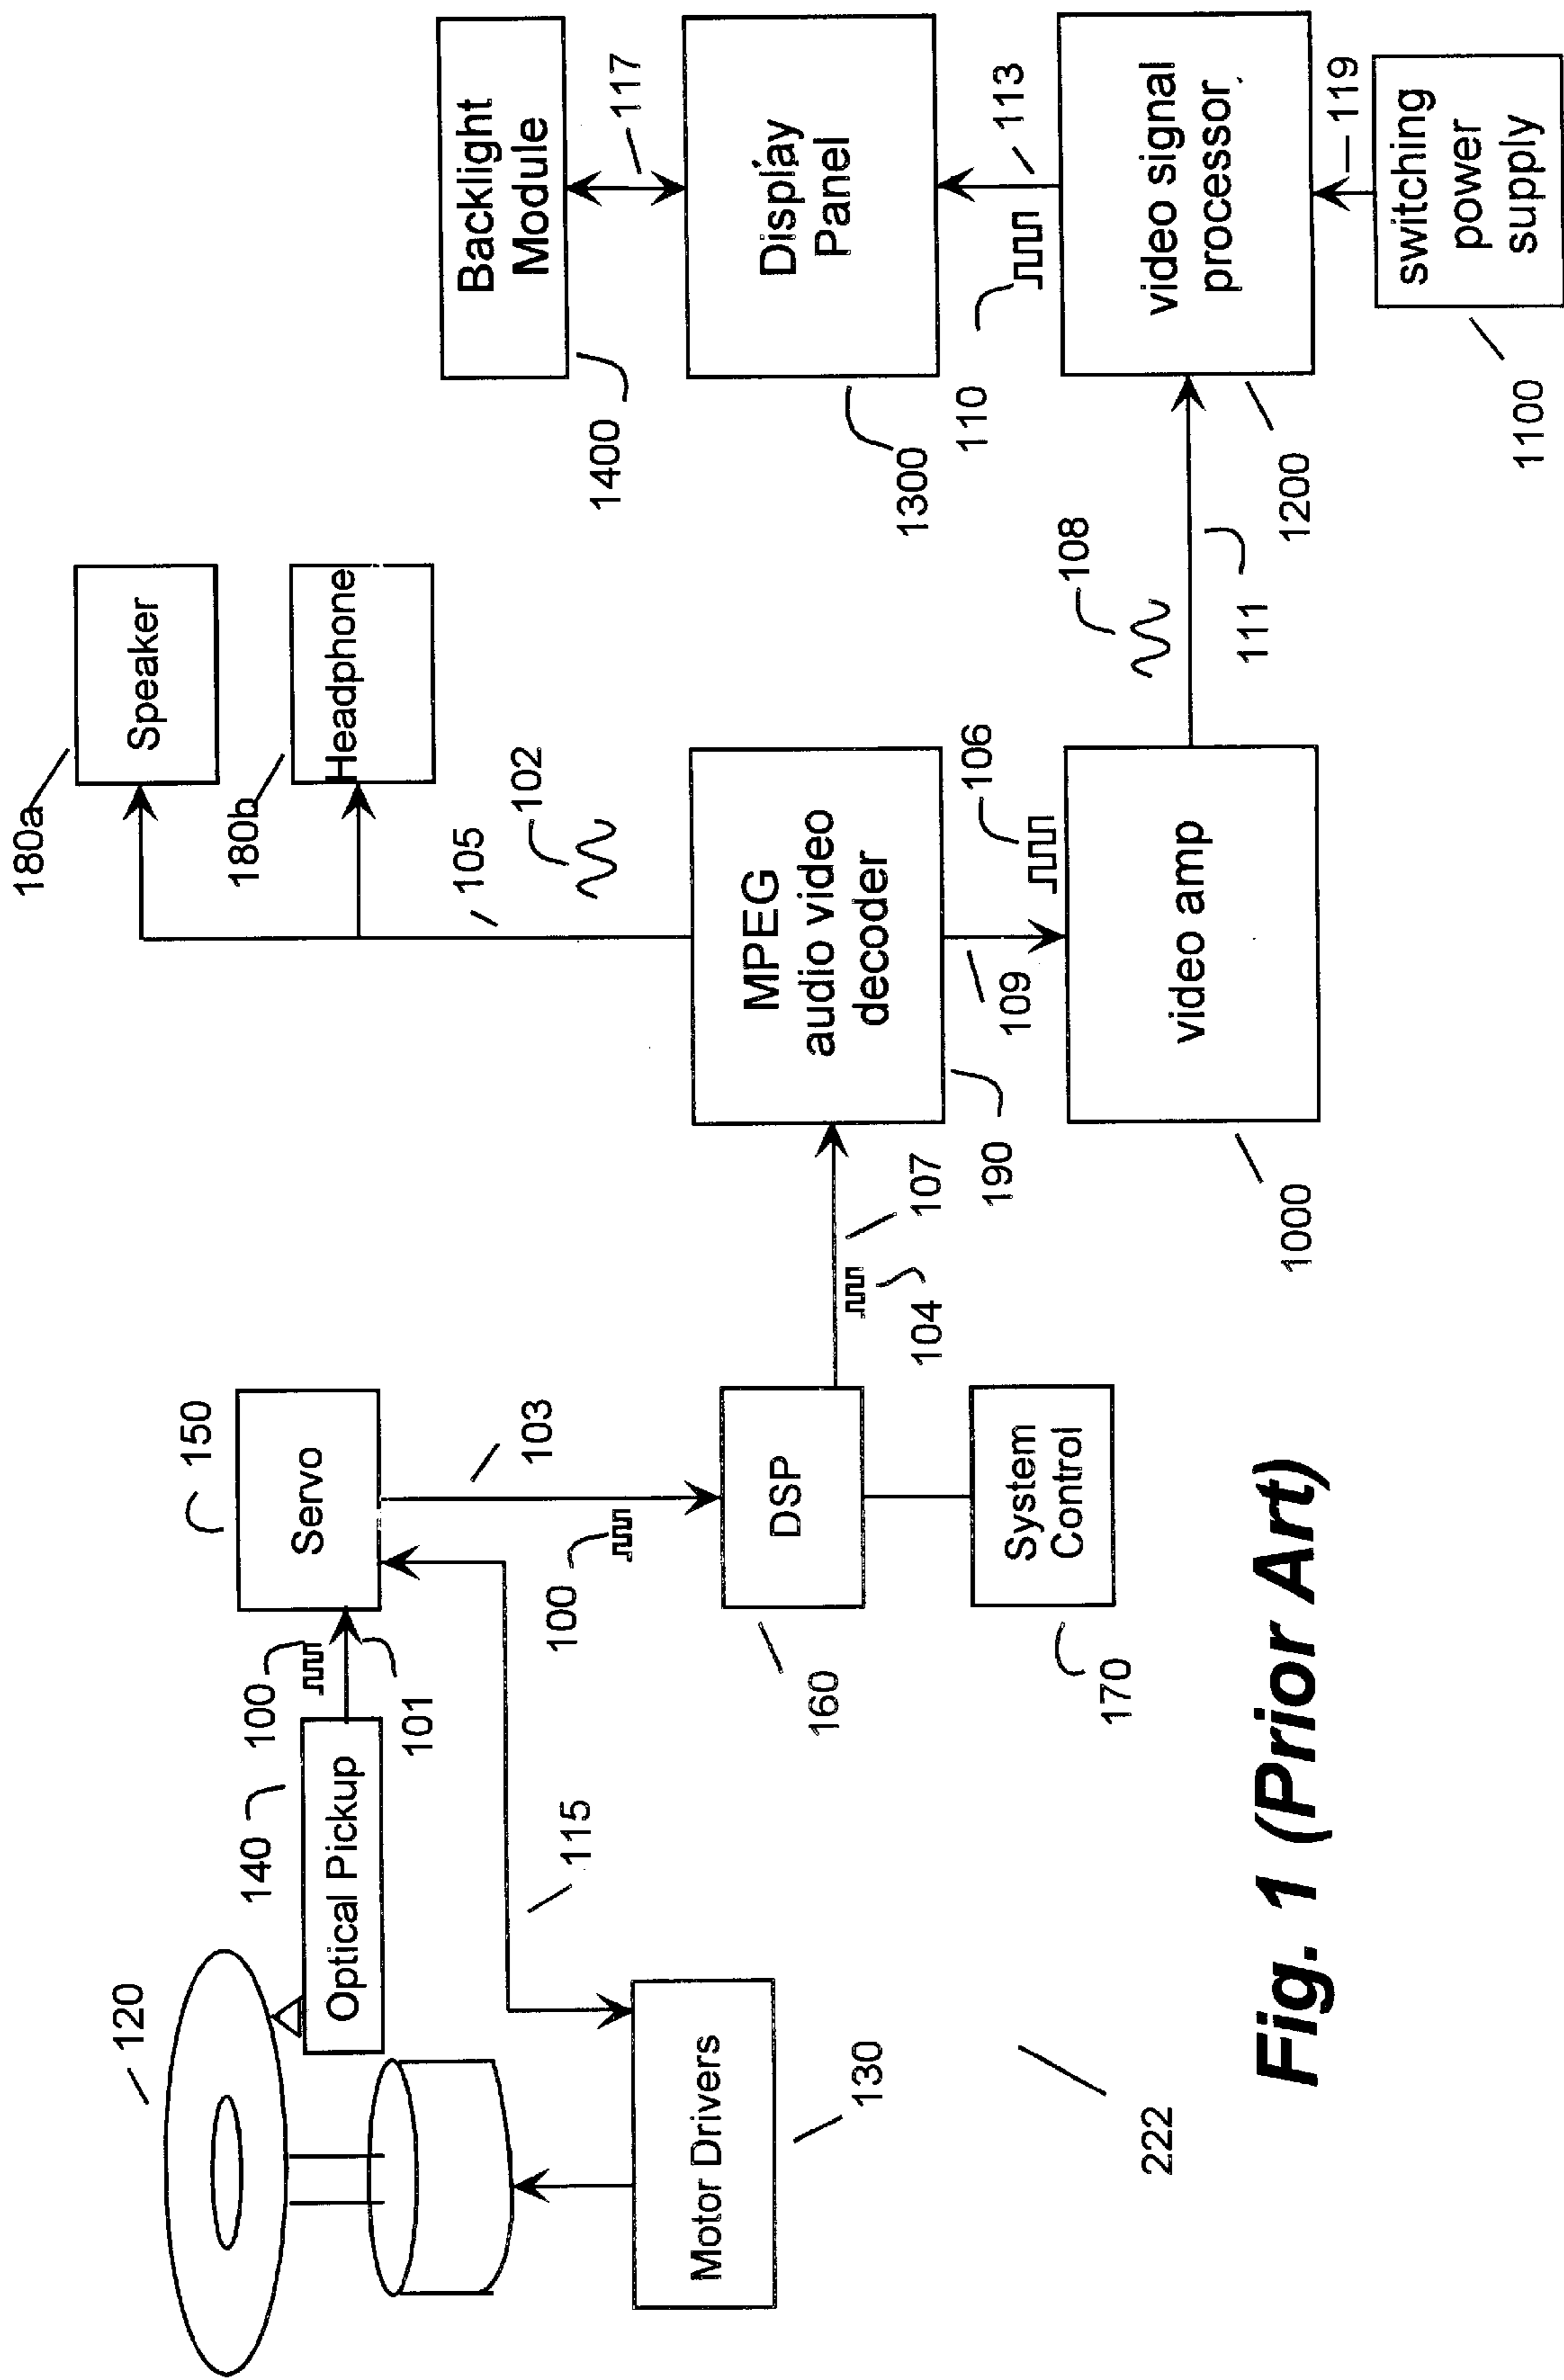 120
140
100
101
Optical Pickup
150
Servo
115
103
100
Motor Drivers
130
160
DSP
170
System
Control
104
107
180a
Speaker
180b
Headphone
105
102
MPEG
audio video
decoder
190
109
106
video amp
1000
108
111
Backlight
Module
1400
117
Display
Panel
1300
110
113
video signal
processor
1200
119
switching
power
supply
1100
222
Fig. 1 (Prior Art)